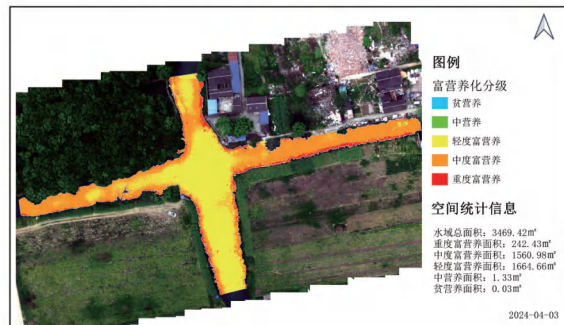 图例
富营养化分级
贫营养
中营养
轻度富营养
中度富营养
重度富营养
空间统计信息
水域总面积：3469.42㎡
重度富营养面积：242.43㎡
中度富营养面积：1560.98㎡
轻度富营养面积：1664.66㎡
中营养面积：1.33㎡
贫营养面积：0.03㎡
2024-04-03